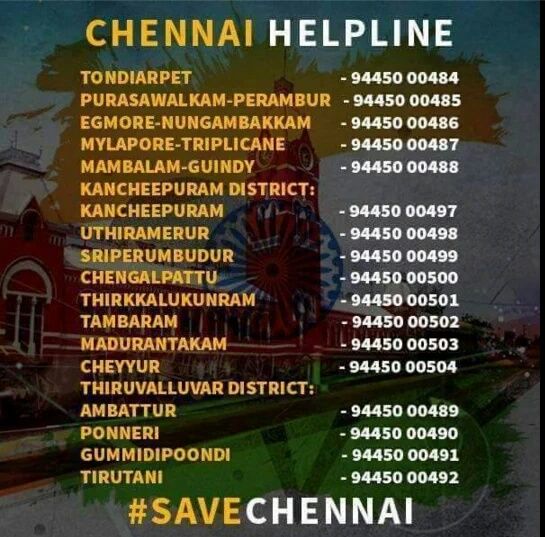 CHENNAI HELPLINE
TONDIARPET - 94450 00484
PURASAWALKAM-PERAMBUR - 94450 00485
EGMORE-NUNGAMBAKKAM - 94450 00486
MYLAPORE-TRIPLICANE - 94450 00487
MAMBALAM-GUINDY - 94450 00488
KANCHEEPURAM DISTRICT:
KANCHEEPURAM - 94450 00497
UTHIRAMERUR - 94450 00498
SRIPERUMBUDUR - 94450 00499
CHENGALPATTU - 94450 00500
THIRKKALUKUNRAM - 94450 00501
TAMBARAM - 94450 00502
MADURANTAKAM - 94450 00503
CHEYYUR - 94450 00504
THIRUVALLUVAR DISTRICT:
AMBATTUR - 94450 00489
PONNERI - 94450 00490
GUMMIDIPOONDI - 94450 00491
TIRUTANI - 94450 00492
#SAVECHENNAI